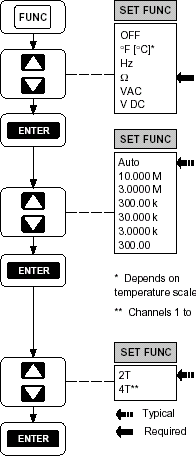 FUNC
SET FUNC
OFF
°F [°C]*
Hz
Ω
VAC
V DC
ENTER
SET FUNC
Auto
10.000 M
3.0000 M
300.00 k
30.000 k
3.0000 k
300.00
ENTER
* Depends on
temperature scale
** Channels 1 to
SET FUNC
2T
4T**
Typical
Required
ENTER